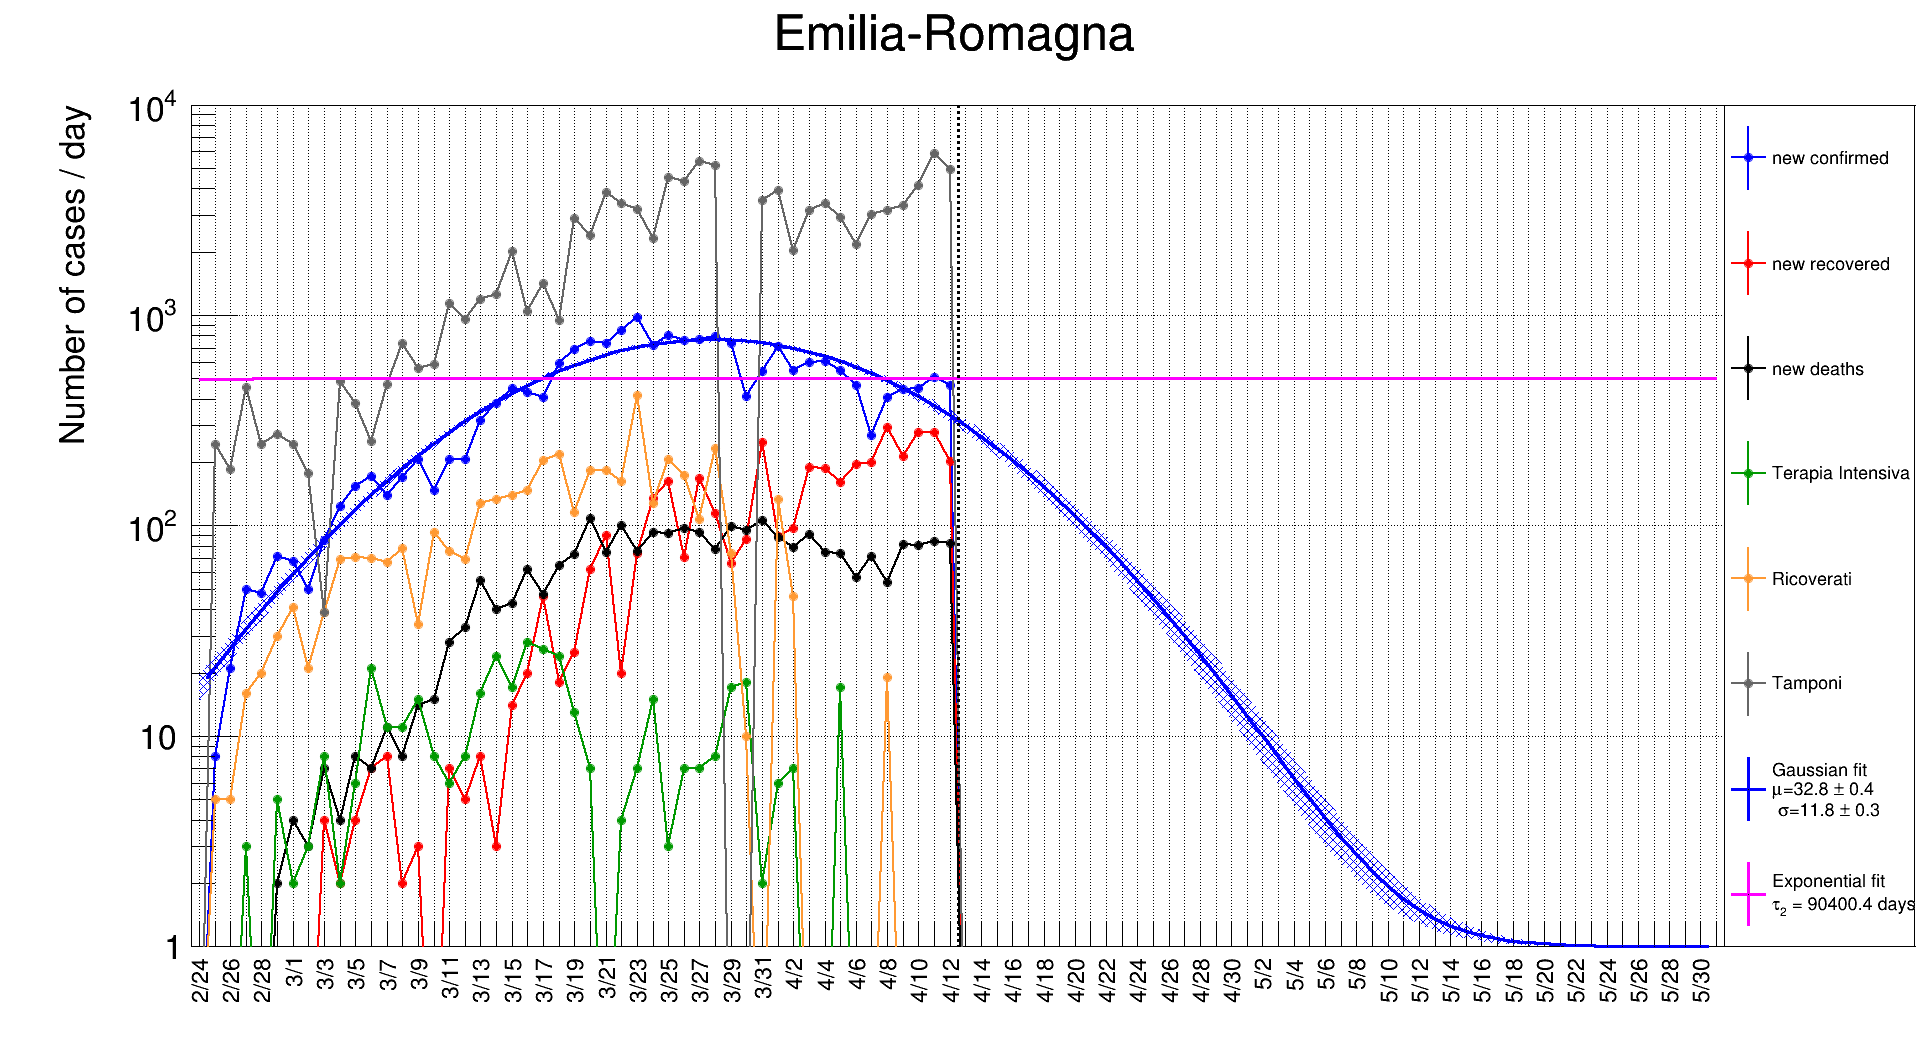 Emilia-Romagna
Number of cases / day
10^4
10^3
10^2
10
1
2/24 2/26 2/28 3/1 3/3 3/5 3/7 3/9 3/11 3/13 3/15 3/17 3/19 3/21 3/23 3/25 3/27 3/29 3/31 4/2 4/4 4/6 4/8 4/10 4/12 4/14 4/16 4/18 4/20 4/22 4/24 4/26 4/28 4/30 5/2 5/4 5/6 5/8 5/10 5/12 5/14 5/16 5/18 5/20 5/22 5/24 5/26 5/28 5/30
new confirmed
new recovered
new deaths
Terapia Intensiva
Ricoverati
Tamponi
Gaussian fit
μ=32.8 ± 0.4
σ=11.8 ± 0.3
Exponential fit
τ₂ = 90400.4 days